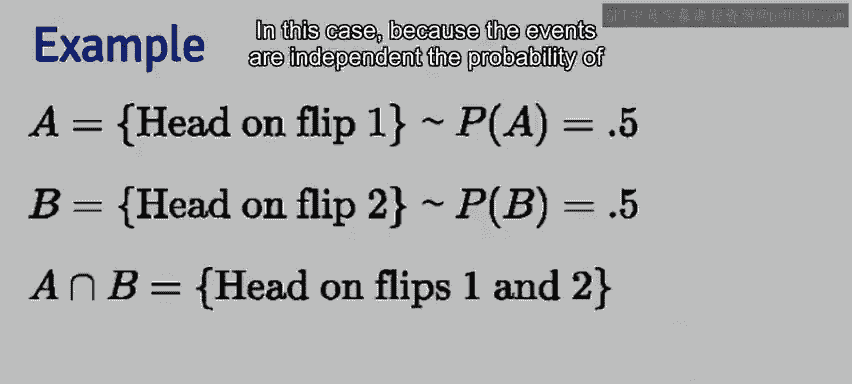 Example
In this case, because the events
are independent the probability of
A = {Head on flip 1} ~ P(A) = .5
B = {Head on flip 2} ~ P(B) = .5
A ∩ B = {Head on flips 1 and 2}